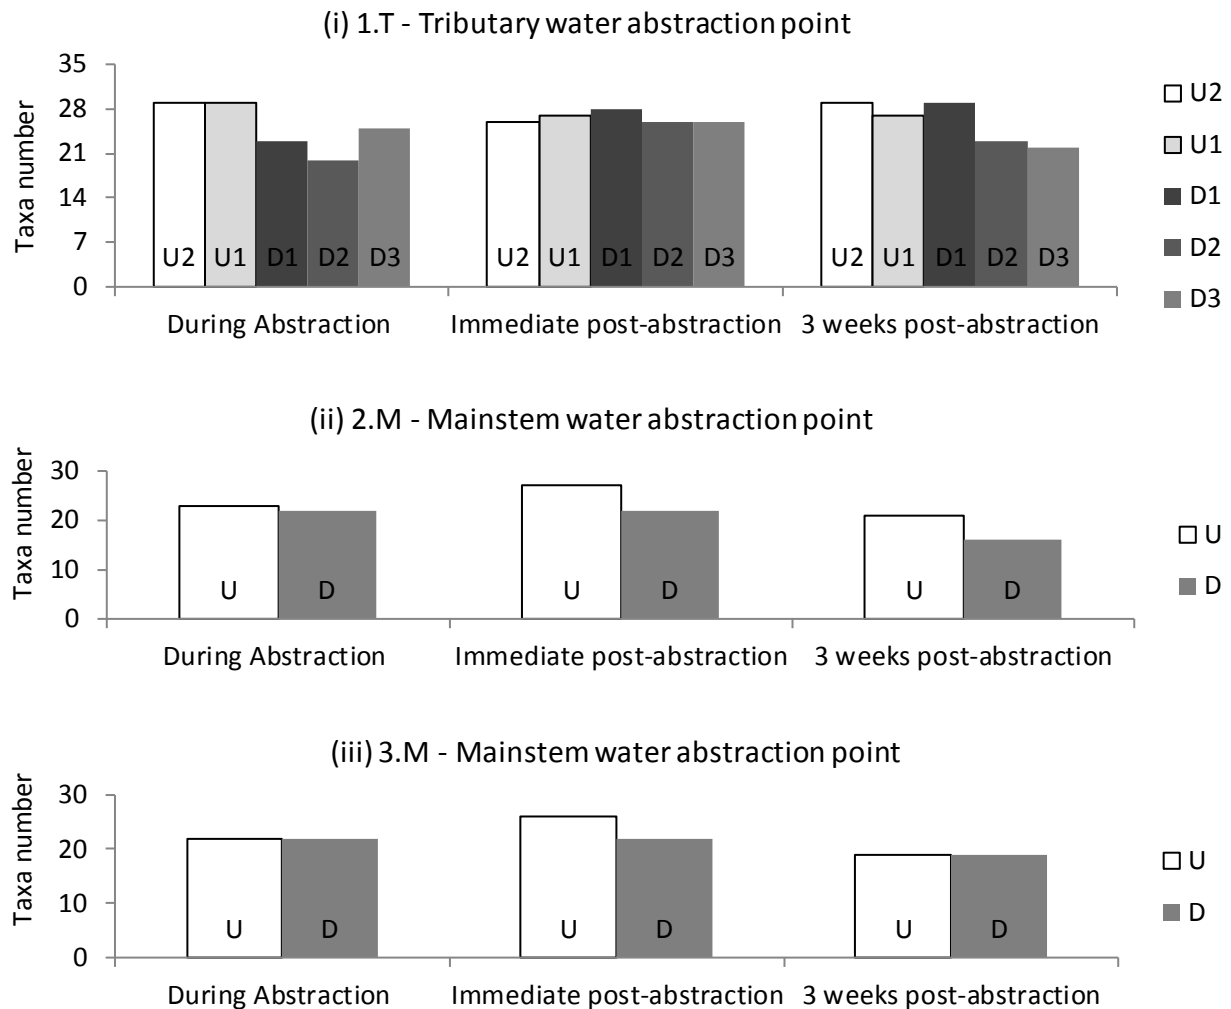 (i) 1.T - Tributary water abstraction point
Taxa number
35
28
21
14
7
0
U2 U1 D1 D2 D3
U2 U1 D1 D2 D3
U2 U1 D1 D2 D3
During Abstraction Immediate post-abstraction 3 weeks post-abstraction
U2
U1
D1
D2
D3
(ii) 2.M - Mainstem water abstraction point
Taxa number
30
20
10
0
U D
U D
U D
During Abstraction Immediate post-abstraction 3 weeks post-abstraction
U
D
(iii) 3.M - Mainstem water abstraction point
Taxa number
30
20
10
0
U D
U D
U D
During Abstraction Immediate post-abstraction 3 weeks post-abstraction
U
D